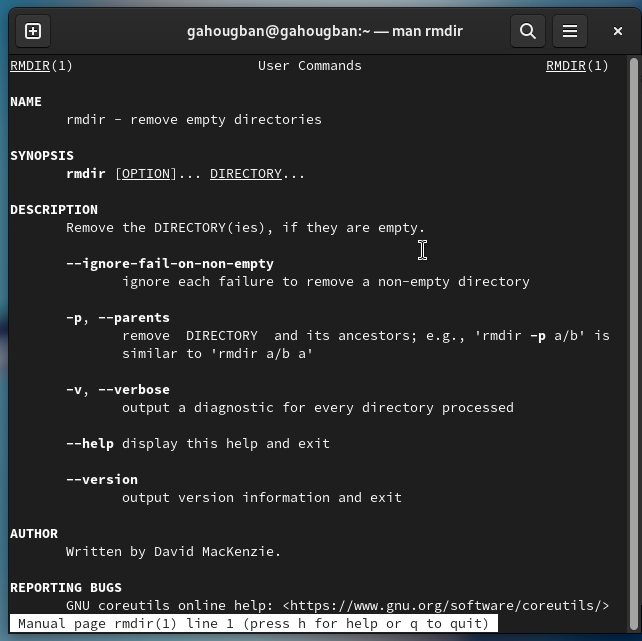 gahougban@gahougban:~ — man rmdir
RMDIR(1) User Commands RMDIR(1)
NAME
rmdir - remove empty directories
SYNOPSIS
rmdir [OPTION]... DIRECTORY...
DESCRIPTION
Remove the DIRECTORY(ies), if they are empty.
--ignore-fail-on-non-empty
ignore each failure to remove a non-empty directory
-p, --parents
remove  DIRECTORY  and its ancestors; e.g., 'rmdir -p a/b' is
similar to 'rmdir a/b a'
-v, --verbose
output a diagnostic for every directory processed
--help display this help and exit
--version
output version information and exit
AUTHOR
Written by David MacKenzie.
REPORTING BUGS
GNU coreutils online help: <https://www.gnu.org/software/coreutils/>
Manual page rmdir(1) line 1 (press h for help or q to quit)